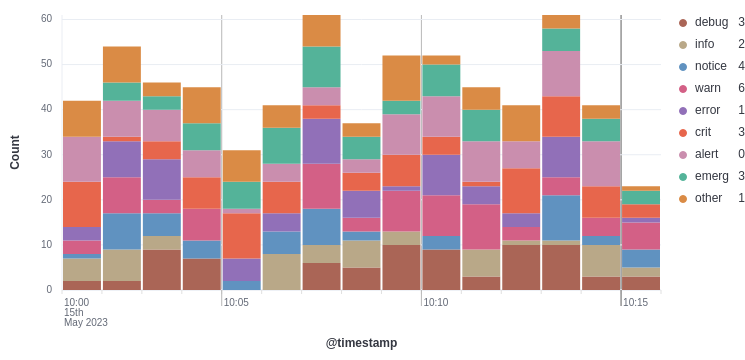 60
50
40
30
20
10
0
Count
10:00
15th
May 2023
10:05
10:10
10:15
@timestamp
debug 3
info 2
notice 4
warn 6
error 1
crit 3
alert 0
emerg 3
other 1